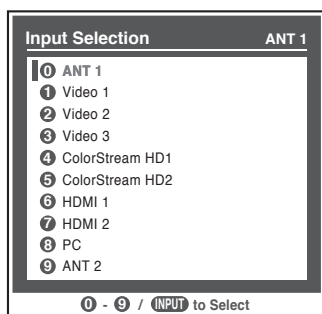 Input Selection ANT 1
0 ANT 1
1 Video 1
2 Video 2
3 Video 3
4 ColorStream HD1
5 ColorStream HD2
6 HDMI 1
7 HDMI 2
8 PC
9 ANT 2
0 - 9 / INPUT to Select